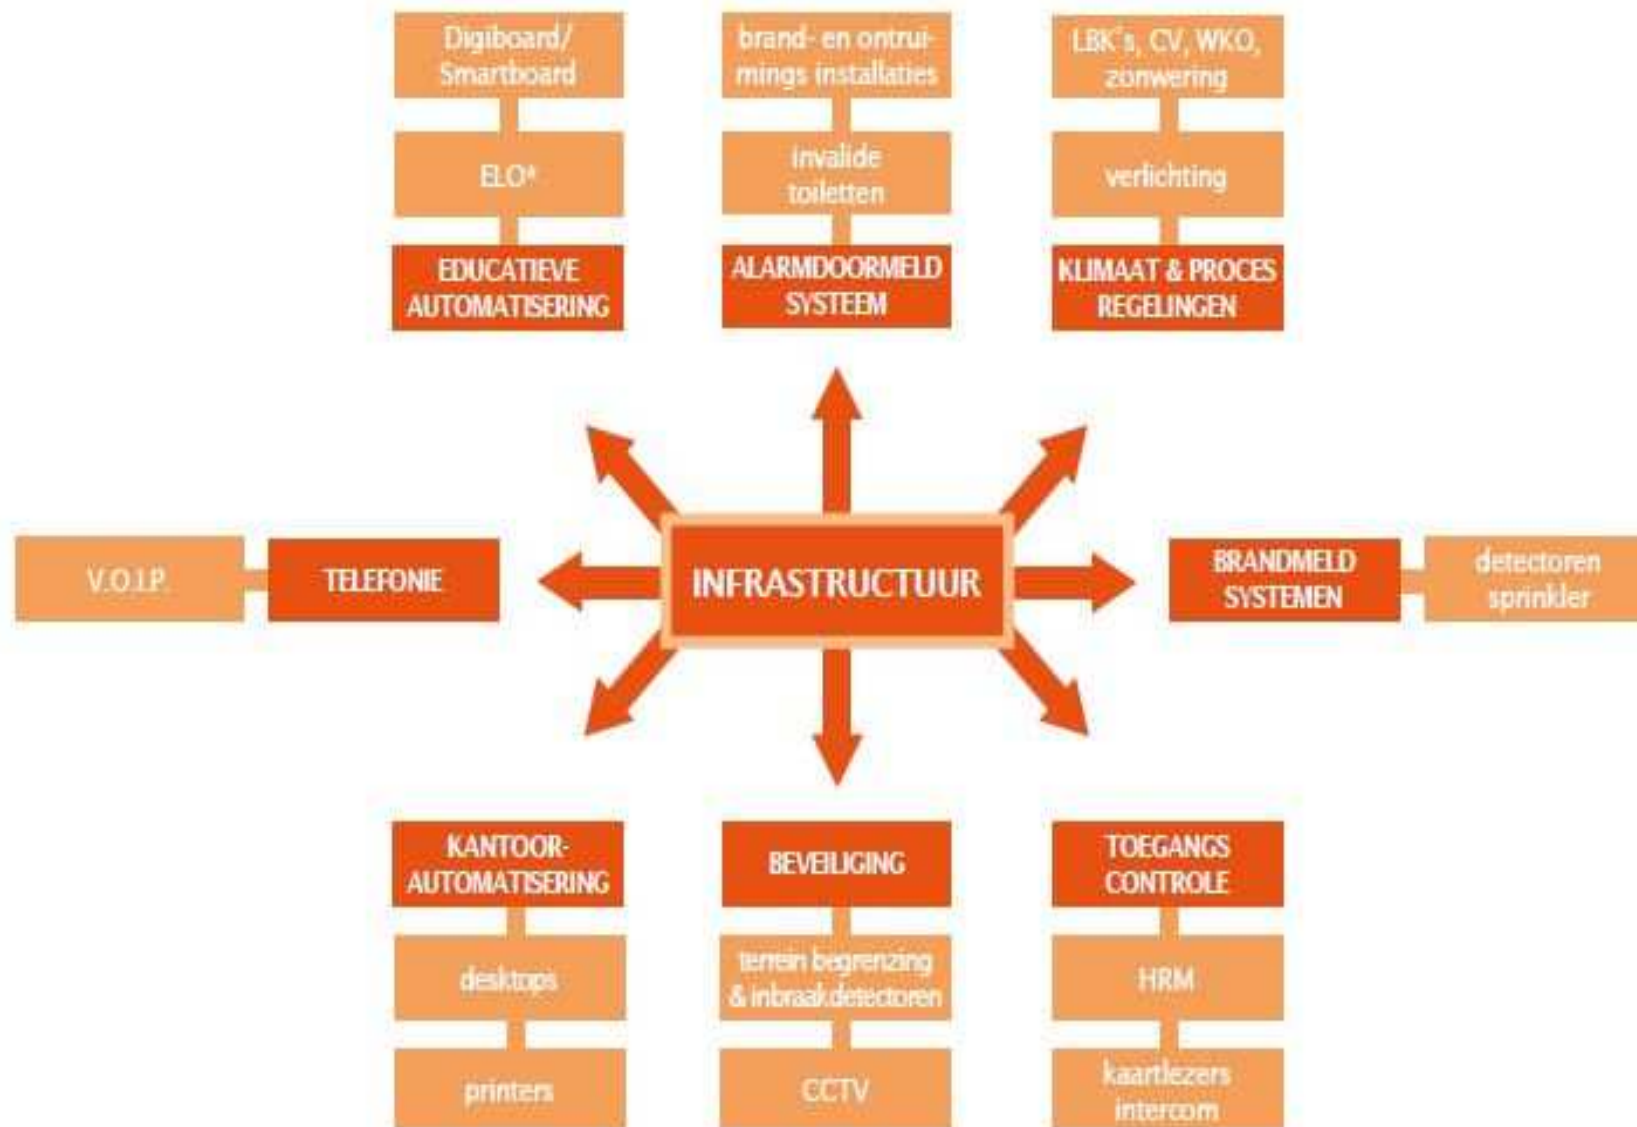 Digiboard/
Smartboard
brand- en ontrui-
mings installaties
LBK's, CV, WKO,
zonwering
ELO*
invalide
toiletten
verlichting
EDUCATIEVE
AUTOMATISERING
ALARMDOORMELD
SYSTEEM
KLIMAAT & PROCES
REGELINGEN
V.O.I.P.
TELEFONIE
INFRASTRUCTUUR
BRANDMELD
SYSTEMEN
detectoren
sprinkler
KANTOOR-
AUTOMATISERING
BEVEILIGING
TOEGANGS
CONTROLE
desktops
terrein begrenzing
& inbraakdetectoren
HRM
printers
CCTV
kaartlezers
intercom